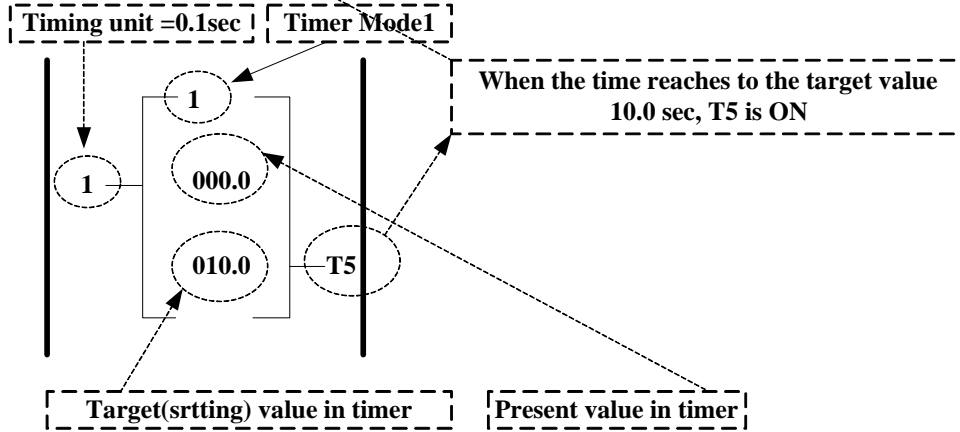 Timing unit =0.1sec
Timer Mode1
When the time reaches to the target value
10.0 sec, T5 is ON
1
000.0
1
010.0
T5
Target(srtting) value in timer
Present value in timer